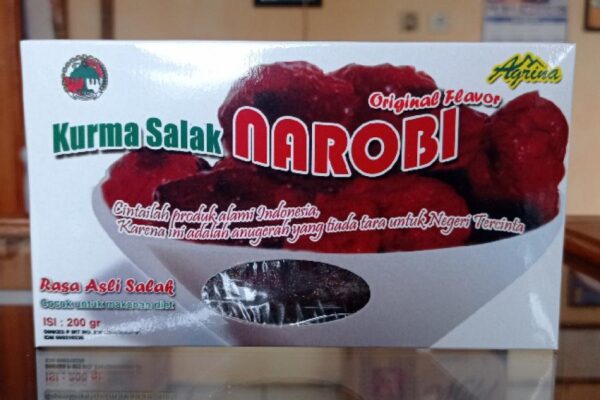 Agrina
Original Flavor
Kurma Salak NAROBI
Cintailah produk alami Indonesia,
Karena ini adalah anugerah yang tiada tara untuk Negeri Tercinta
Rasa Asli Salak
Cocok untuk makanan diet
ISI : 200 gr